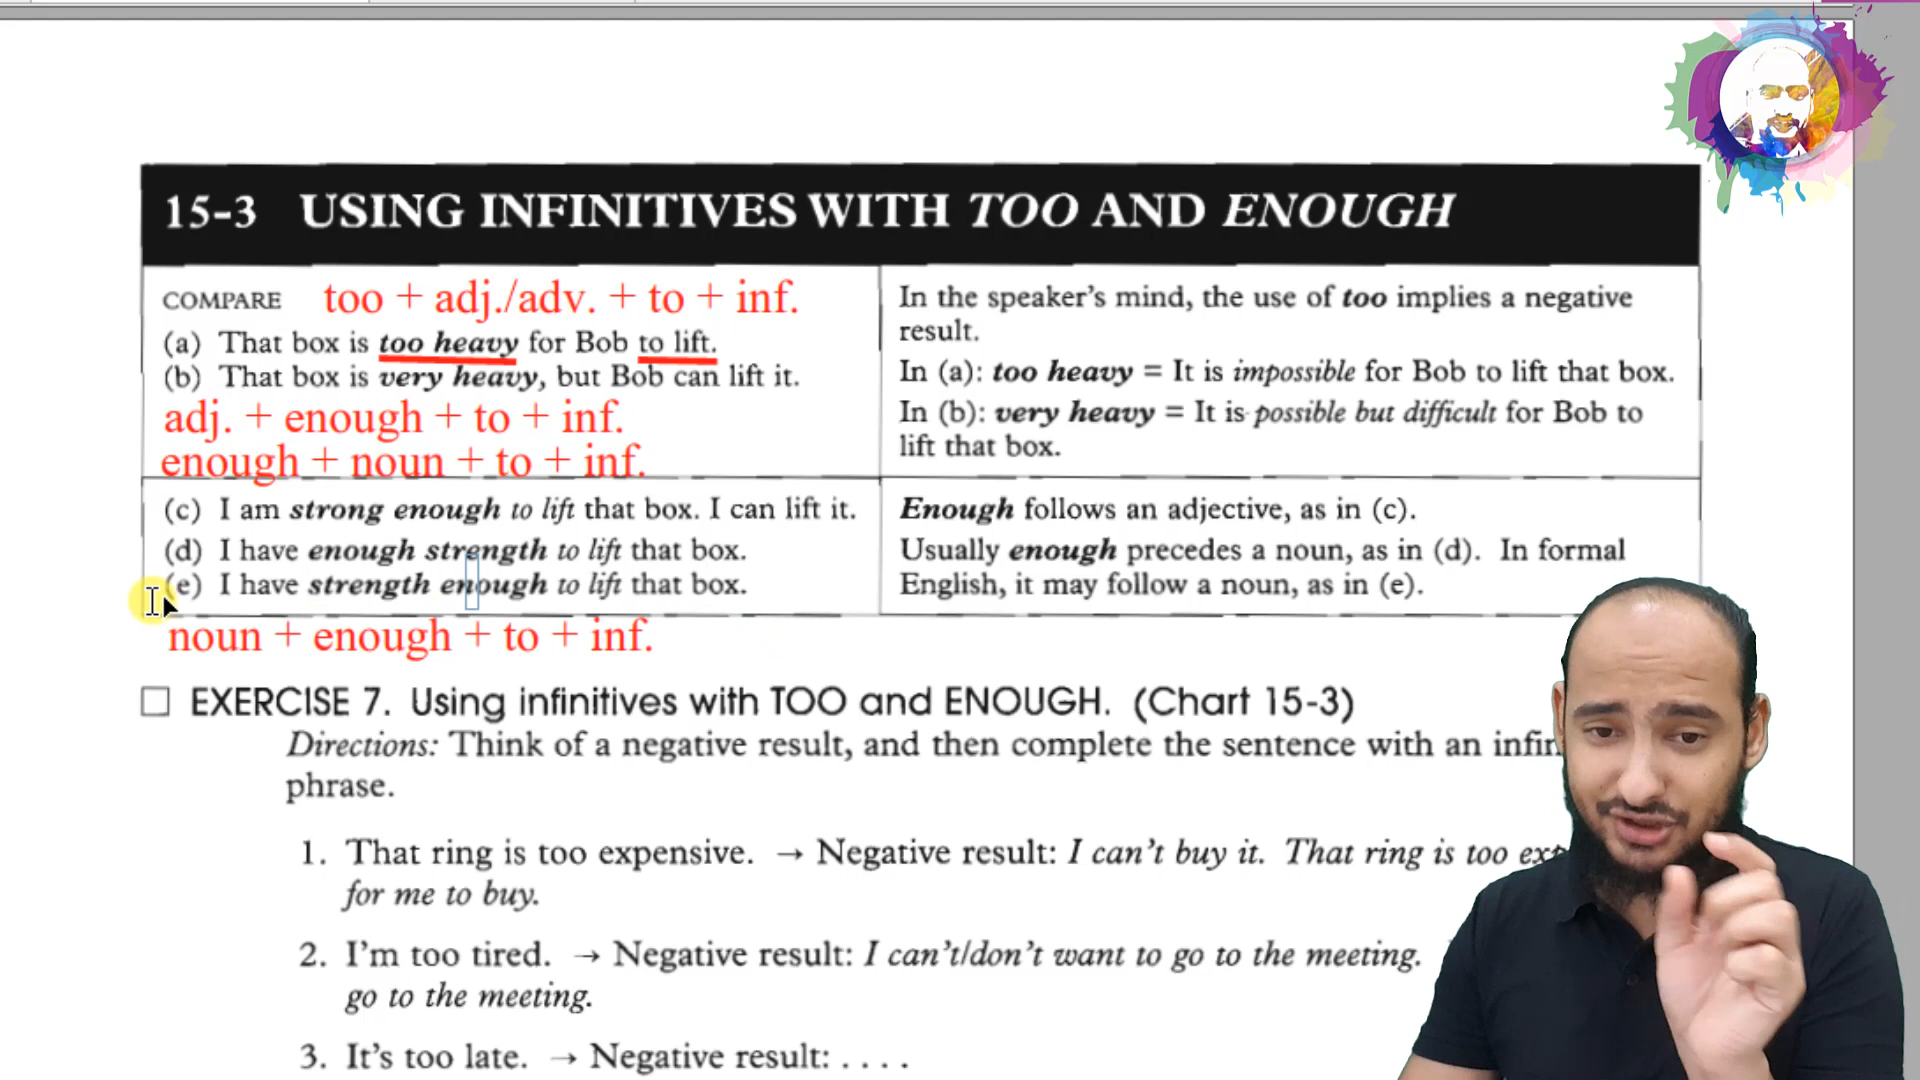 15-3 USING INFINITIVES WITH TOO AND ENOUGH
COMPARE too + adj./adv. + to + inf.
(a) That box is too heavy for Bob to lift.
(b) That box is very heavy, but Bob can lift it.
adj. + enough + to + inf.
enough + noun + to + inf.
In the speaker's mind, the use of too implies a negative
result.
In (a): too heavy = It is impossible for Bob to lift that box.
In (b): very heavy = It is possible but difficult for Bob to
lift that box.
(c) I am strong enough to lift that box. I can lift it.
(d) I have enough strength to lift that box.
(e) I have strength enough to lift that box.
Enough follows an adjective, as in (c).
Usually enough precedes a noun, as in (d). In formal
English, it may follow a noun, as in (e).
noun + enough + to + inf.
EXERCISE 7. Using infinitives with TOO and ENOUGH. (Chart 15-3)
Directions: Think of a negative result, and then complete the sentence with an
phrase.
1. That ring is too expensive. → Negative result: I can't buy it. That ring is too
for me to buy.
2. I'm too tired. → Negative result: I can't/don't want to go to the meeting.
go to the meeting.
3. It's too late. → Negative result: . . . .